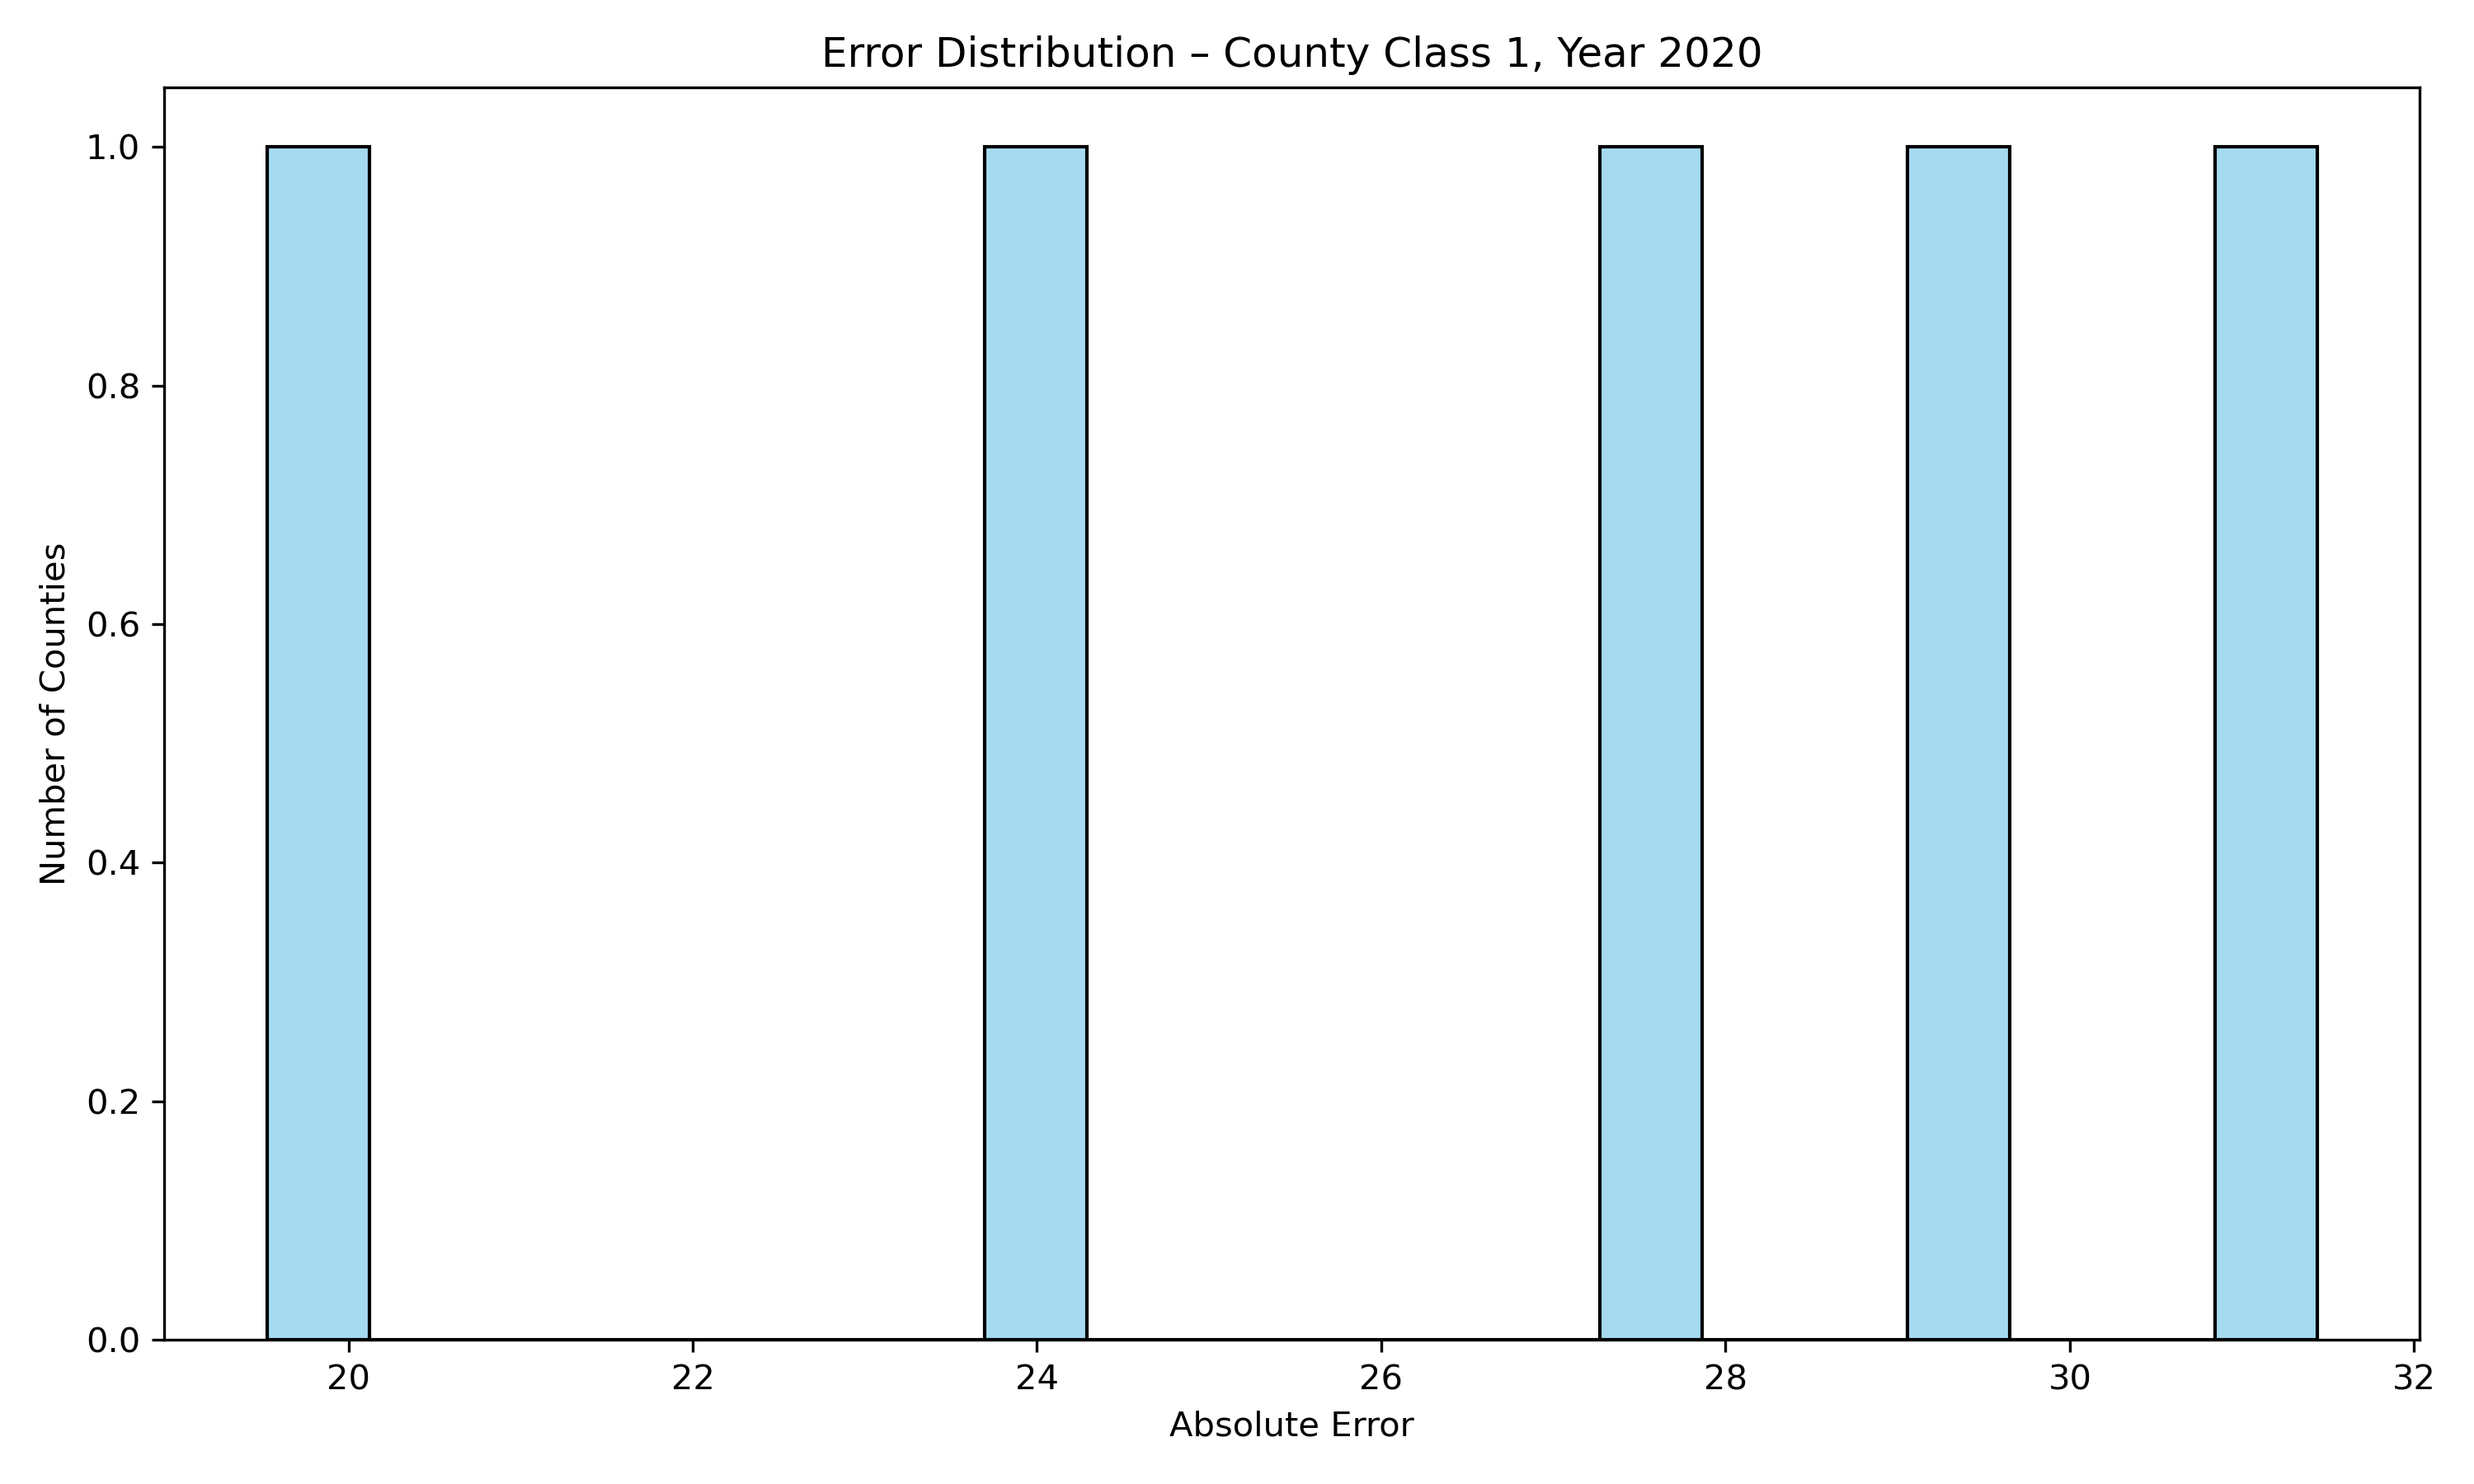 Error Distribution – County Class 1, Year 2020
1.0
0.8
0.6
0.4
0.2
0.0
Number of Counties
20 22 24 26 28 30 32
Absolute Error